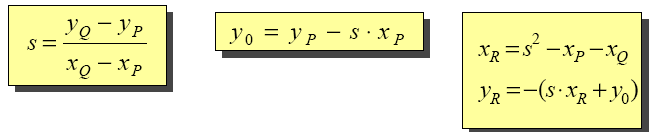 s = (y_Q − y_P) / (x_Q − x_P)
y_0 = y_P − s · x_P
x_R = s^2 − x_P − x_Q
y_R = −(s · x_R + y_0)